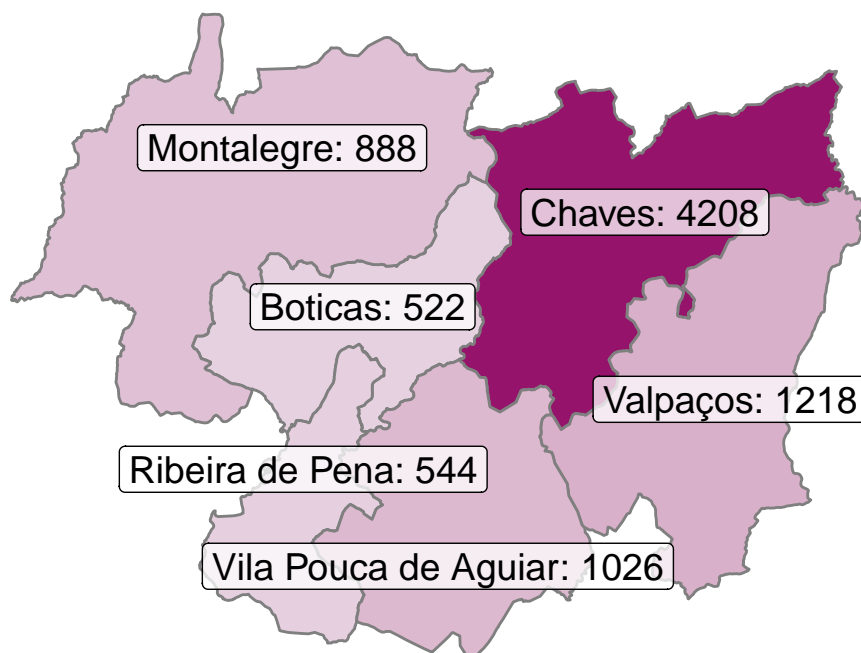 Montalegre: 888
Chaves: 4208
Boticas: 522
Valpaços: 1218
Ribeira de Pena: 544
Vila Pouca de Aguiar: 1026